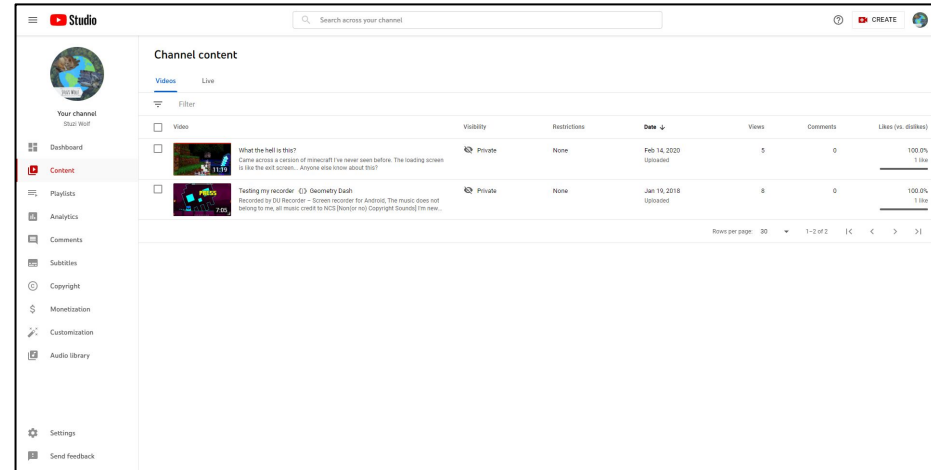 Studio
Search across your channel
CREATE
Your channel
Stuzi Wolf
Dashboard
Content
Playlists
Analytics
Comments
Subtitles
Copyright
Monetization
Customization
Audio library
Settings
Send feedback
Channel content
Videos Live
Filter
Video Visibility Restrictions Date Views Comments Likes (vs. dislikes)
What the hell is this? Private None Feb 14, 2020 5 0 100.0%
Came across a cersion of minecraft I've never seen before. The loading screen Uploaded 1 like
is like the exit screen... Anyone else know about this?
11:19
Testing my recorder {|} Geometry Dash Private None Jan 19, 2018 8 0 100.0%
Recorded by DU Recorder – Screen recorder for Android, The music does not Uploaded 1 like
belong to me, all music credit to NCS [Non(or no) Copyright Sounds] I'm new...
PRESS
7:05
Rows per page: 30 1–2 of 2